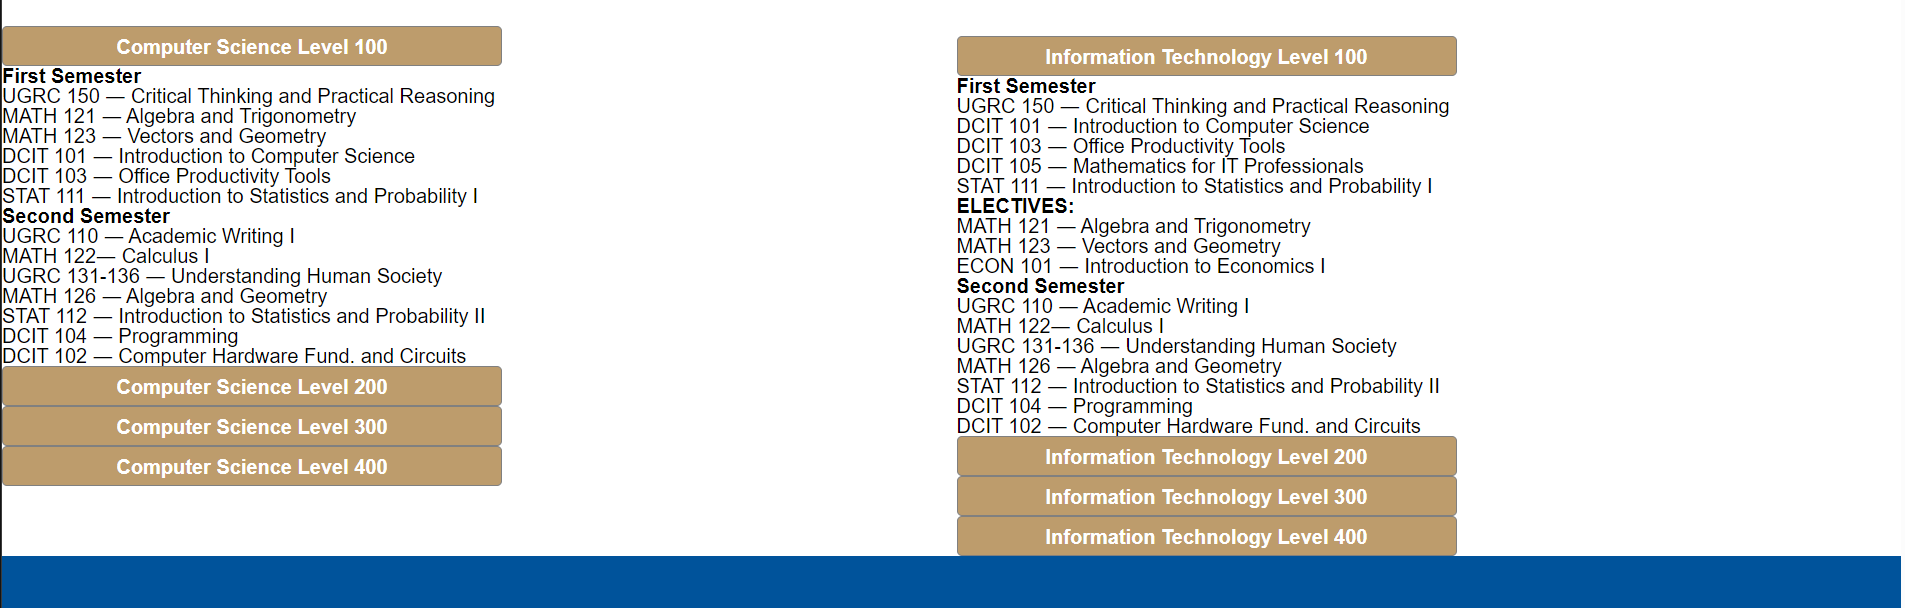 Computer Science Level 100
First Semester
UGRC 150 — Critical Thinking and Practical Reasoning
MATH 121 — Algebra and Trigonometry
MATH 123 — Vectors and Geometry
DCIT 101 — Introduction to Computer Science
DCIT 103 — Office Productivity Tools
STAT 111 — Introduction to Statistics and Probability I
Second Semester
UGRC 110 — Academic Writing I
MATH 122— Calculus I
UGRC 131-136 — Understanding Human Society
MATH 126 — Algebra and Geometry
STAT 112 — Introduction to Statistics and Probability II
DCIT 104 — Programming
DCIT 102 — Computer Hardware Fund. and Circuits
Computer Science Level 200
Computer Science Level 300
Computer Science Level 400
Information Technology Level 100
First Semester
UGRC 150 — Critical Thinking and Practical Reasoning
DCIT 101 — Introduction to Computer Science
DCIT 103 — Office Productivity Tools
DCIT 105 — Mathematics for IT Professionals
STAT 111 — Introduction to Statistics and Probability I
ELECTIVES:
MATH 121 — Algebra and Trigonometry
MATH 123 — Vectors and Geometry
ECON 101 — Introduction to Economics I
Second Semester
UGRC 110 — Academic Writing I
MATH 122— Calculus I
UGRC 131-136 — Understanding Human Society
MATH 126 — Algebra and Geometry
STAT 112 — Introduction to Statistics and Probability II
DCIT 104 — Programming
DCIT 102 — Computer Hardware Fund. and Circuits
Information Technology Level 200
Information Technology Level 300
Information Technology Level 400